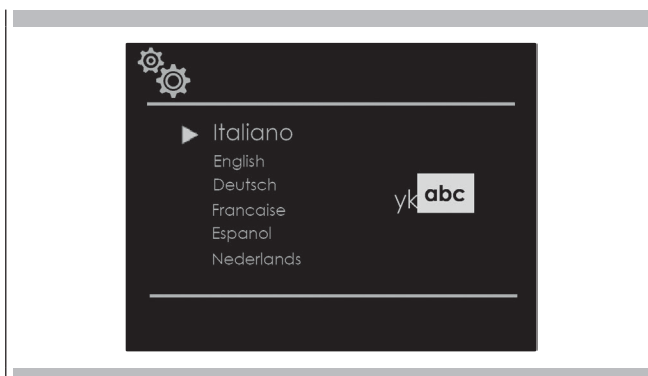 Italiano
English
Deutsch
Francaise
Espanol
Nederlands
yk abc